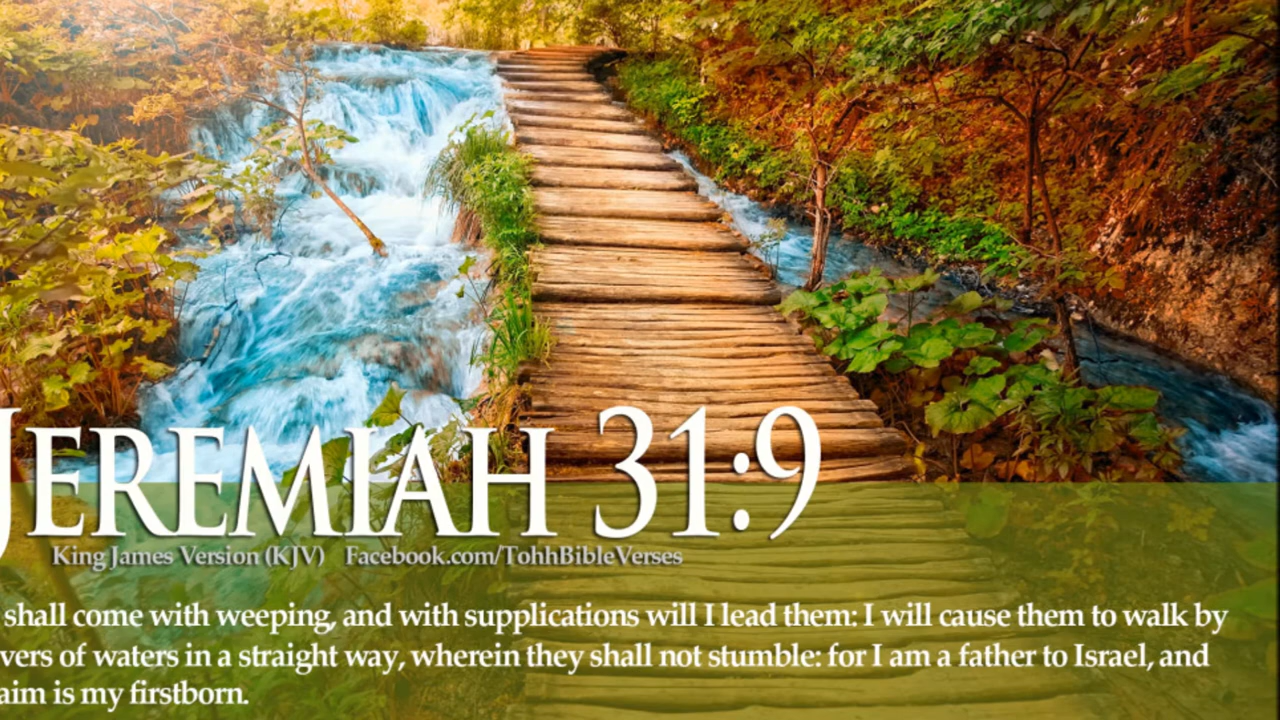 JEREMIAH 31:9
King James Version (KJV) Facebook.com/TohhBibleVerses
shall come with weeping, and with supplications will I lead them: I will cause them to walk by
vers of waters in a straight way, wherein they shall not stumble: for I am a father to Israel, and
aim is my firstborn.